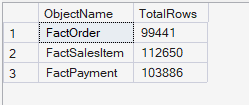 ObjectName TotalRows
1 FactOrder 99441
2 FactSalesItem 112650
3 FactPayment 103886